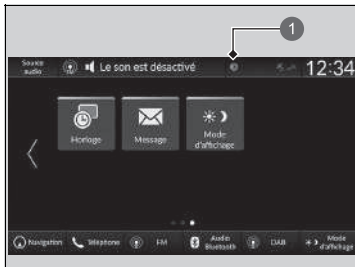 1
Source
audio
Le son est désactivé
12:34
Horloge
Message
Mode
d'affichage
Navigation
Téléphone
FM
Audio
Bluetooth
DAB
Mode
d'affichage